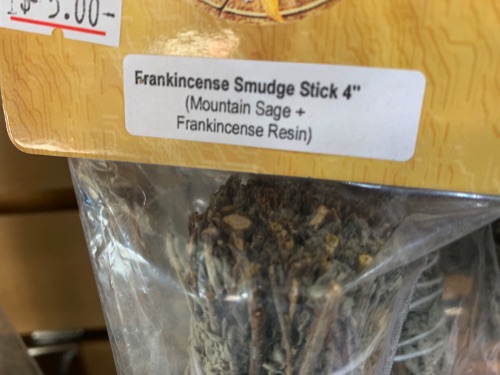 Frankincense Smudge Stick 4"
(Mountain Sage +
Frankincense Resin)